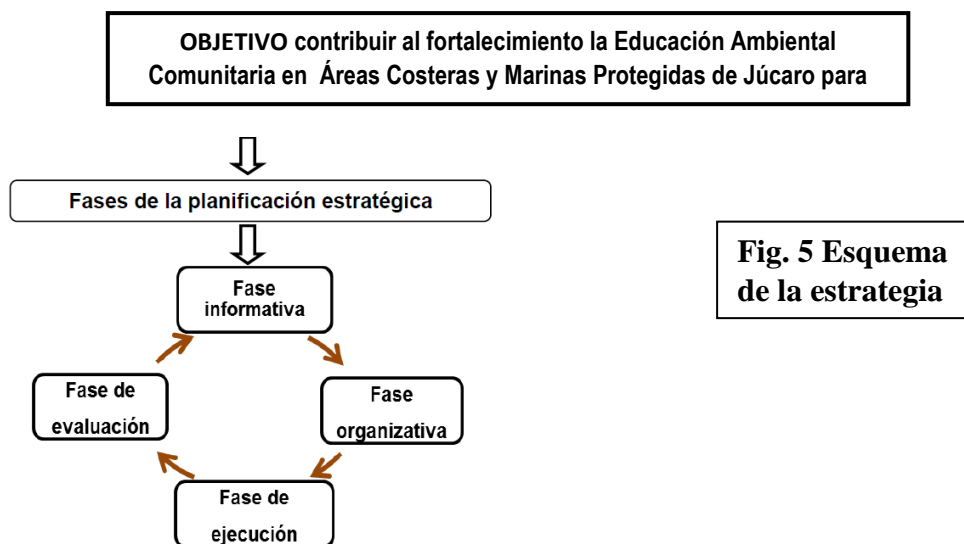 OBJETIVO contribuir al fortalecimiento la Educación Ambiental
Comunitaria en Áreas Costeras y Marinas Protegidas de Júcaro para
Fases de la planificación estratégica
Fig. 5 Esquema
de la estrategia
Fase
informativa
Fase de
evaluación
Fase
organizativa
Fase de
ejecución